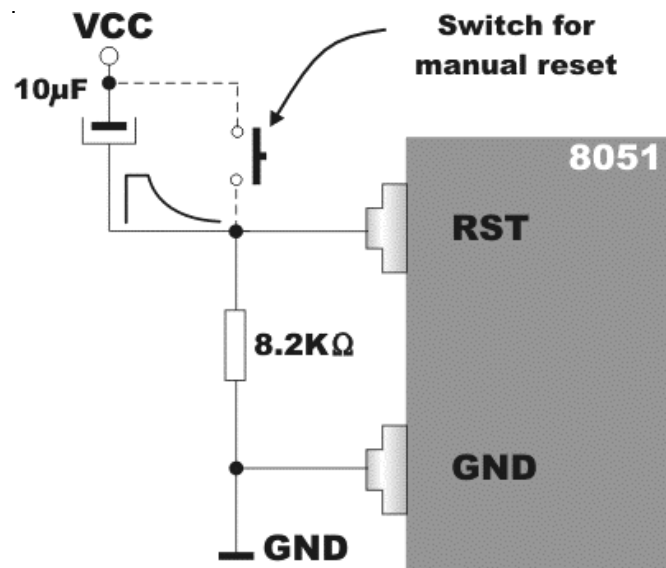 VCC
Switch for
manual reset
10µF
8051
RST
8.2KΩ
GND
GND